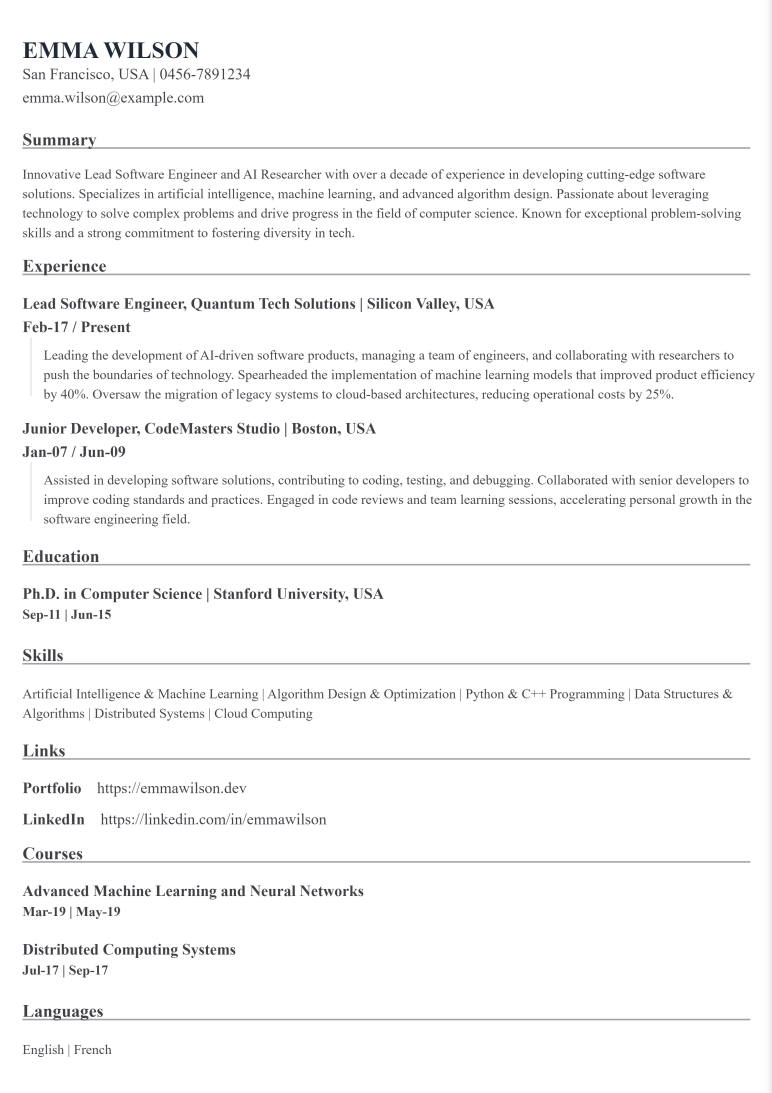 EMMA WILSON
San Francisco, USA | 0456-7891234
emma.wilson@example.com
Summary
Innovative Lead Software Engineer and AI Researcher with over a decade of experience in developing cutting-edge software
solutions. Specializes in artificial intelligence, machine learning, and advanced algorithm design. Passionate about leveraging
technology to solve complex problems and drive progress in the field of computer science. Known for exceptional problem-solving
skills and a strong commitment to fostering diversity in tech.
Experience
Lead Software Engineer, Quantum Tech Solutions | Silicon Valley, USA
Feb-17 / Present
Leading the development of AI-driven software products, managing a team of engineers, and collaborating with researchers to
push the boundaries of technology. Spearheaded the implementation of machine learning models that improved product efficiency
by 40%. Oversaw the migration of legacy systems to cloud-based architectures, reducing operational costs by 25%.
Junior Developer, CodeMasters Studio | Boston, USA
Jan-07 / Jun-09
Assisted in developing software solutions, contributing to coding, testing, and debugging. Collaborated with senior developers to
improve coding standards and practices. Engaged in code reviews and team learning sessions, accelerating personal growth in the
software engineering field.
Education
Ph.D. in Computer Science | Stanford University, USA
Sep-11 | Jun-15
Skills
Artificial Intelligence & Machine Learning | Algorithm Design & Optimization | Python & C++ Programming | Data Structures &
Algorithms | Distributed Systems | Cloud Computing
Links
Portfolio https://emmawilson.dev
LinkedIn https://linkedin.com/in/emmawilson
Courses
Advanced Machine Learning and Neural Networks
Mar-19 | May-19
Distributed Computing Systems
Jul-17 | Sep-17
Languages
English | French